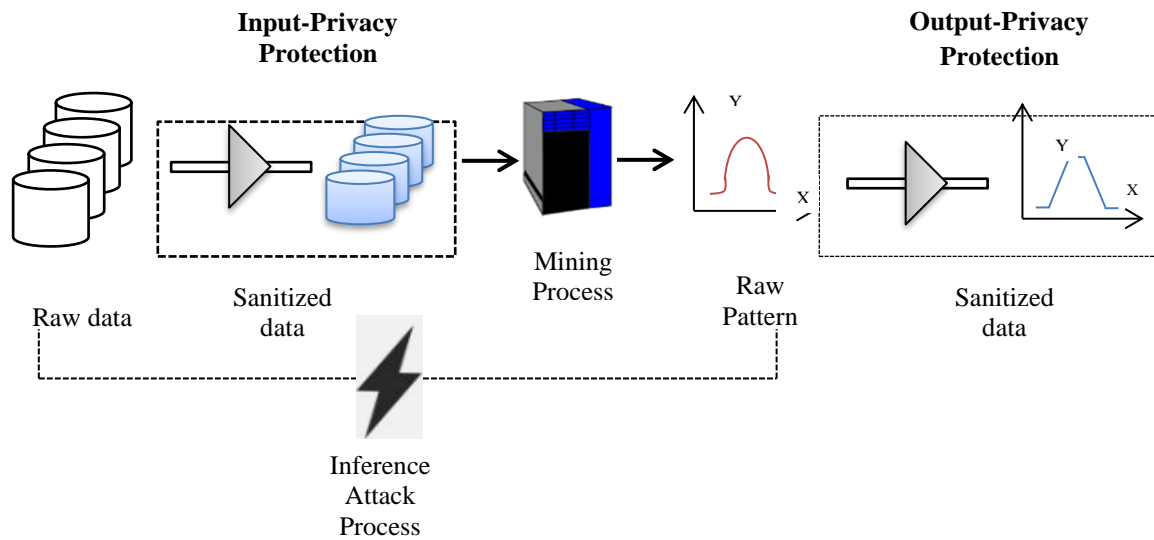 Input-Privacy
Protection
Output-Privacy
Protection
Y
X
Y
X
Raw data
Sanitized
data
Mining
Process
Raw
Pattern
Sanitized
data
Inference
Attack
Process